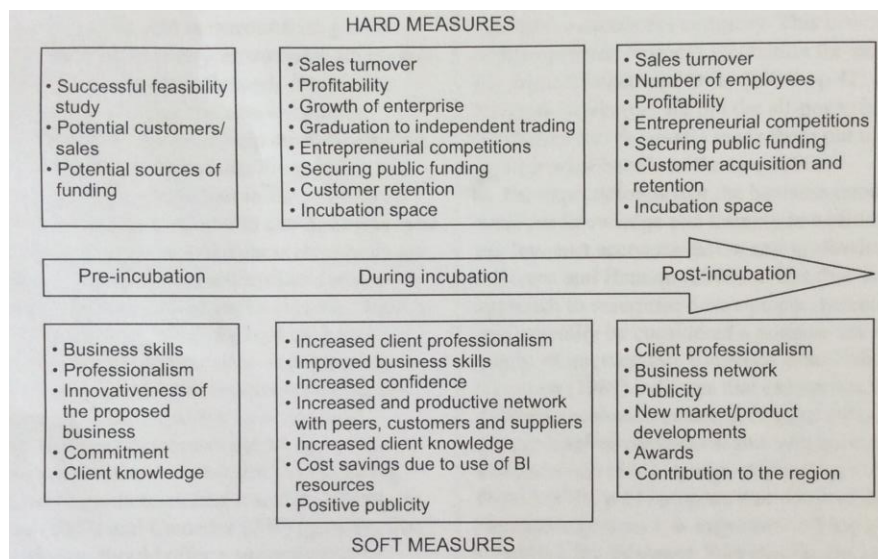 HARD MEASURES
• Successful feasibility
study
• Potential customers/
sales
• Potential sources of
funding
• Sales turnover
• Profitability
• Growth of enterprise
• Graduation to independent trading
• Entrepreneurial competitions
• Securing public funding
• Customer retention
• Incubation space
• Sales turnover
• Number of employees
• Profitability
• Entrepreneurial competitions
• Securing public funding
• Customer acquisition and
retention
• Incubation space
Pre-incubation
During incubation
Post-incubation
• Business skills
• Professionalism
• Innovativeness of
the proposed
business
• Commitment
• Client knowledge
• Increased client professionalism
• Improved business skills
• Increased confidence
• Increased and productive network
with peers, customers and suppliers
• Increased client knowledge
• Cost savings due to use of BI
resources
• Positive publicity
• Client professionalism
• Business network
• Publicity
• New market/product
developments
• Awards
• Contribution to the region
SOFT MEASURES